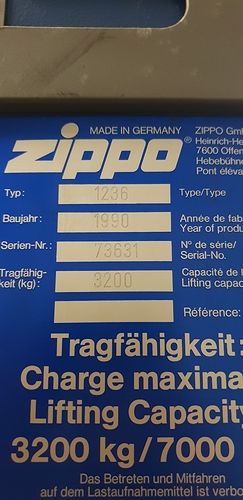 MADE IN GERMANY
ZIPPO Gm
zippo®
Heinrich-He
7600 Offen
Hebebühne
Pont éléva
Typ: 1236 Type/Type
Baujahr: 1990 Année de fab
Year of produ
Serien-Nr.: 73631 N° de série/
Serial-No.
Tragfähig-
keit (kg): 3200 Capacité de l
Lifting capac
Référence:
Tragfähigkeit:
Charge maxima
Lifting Capacity
3200 kg/7000
Das Betreten und Mitfahren
auf dem Lastaufnahmemittel ist verbo